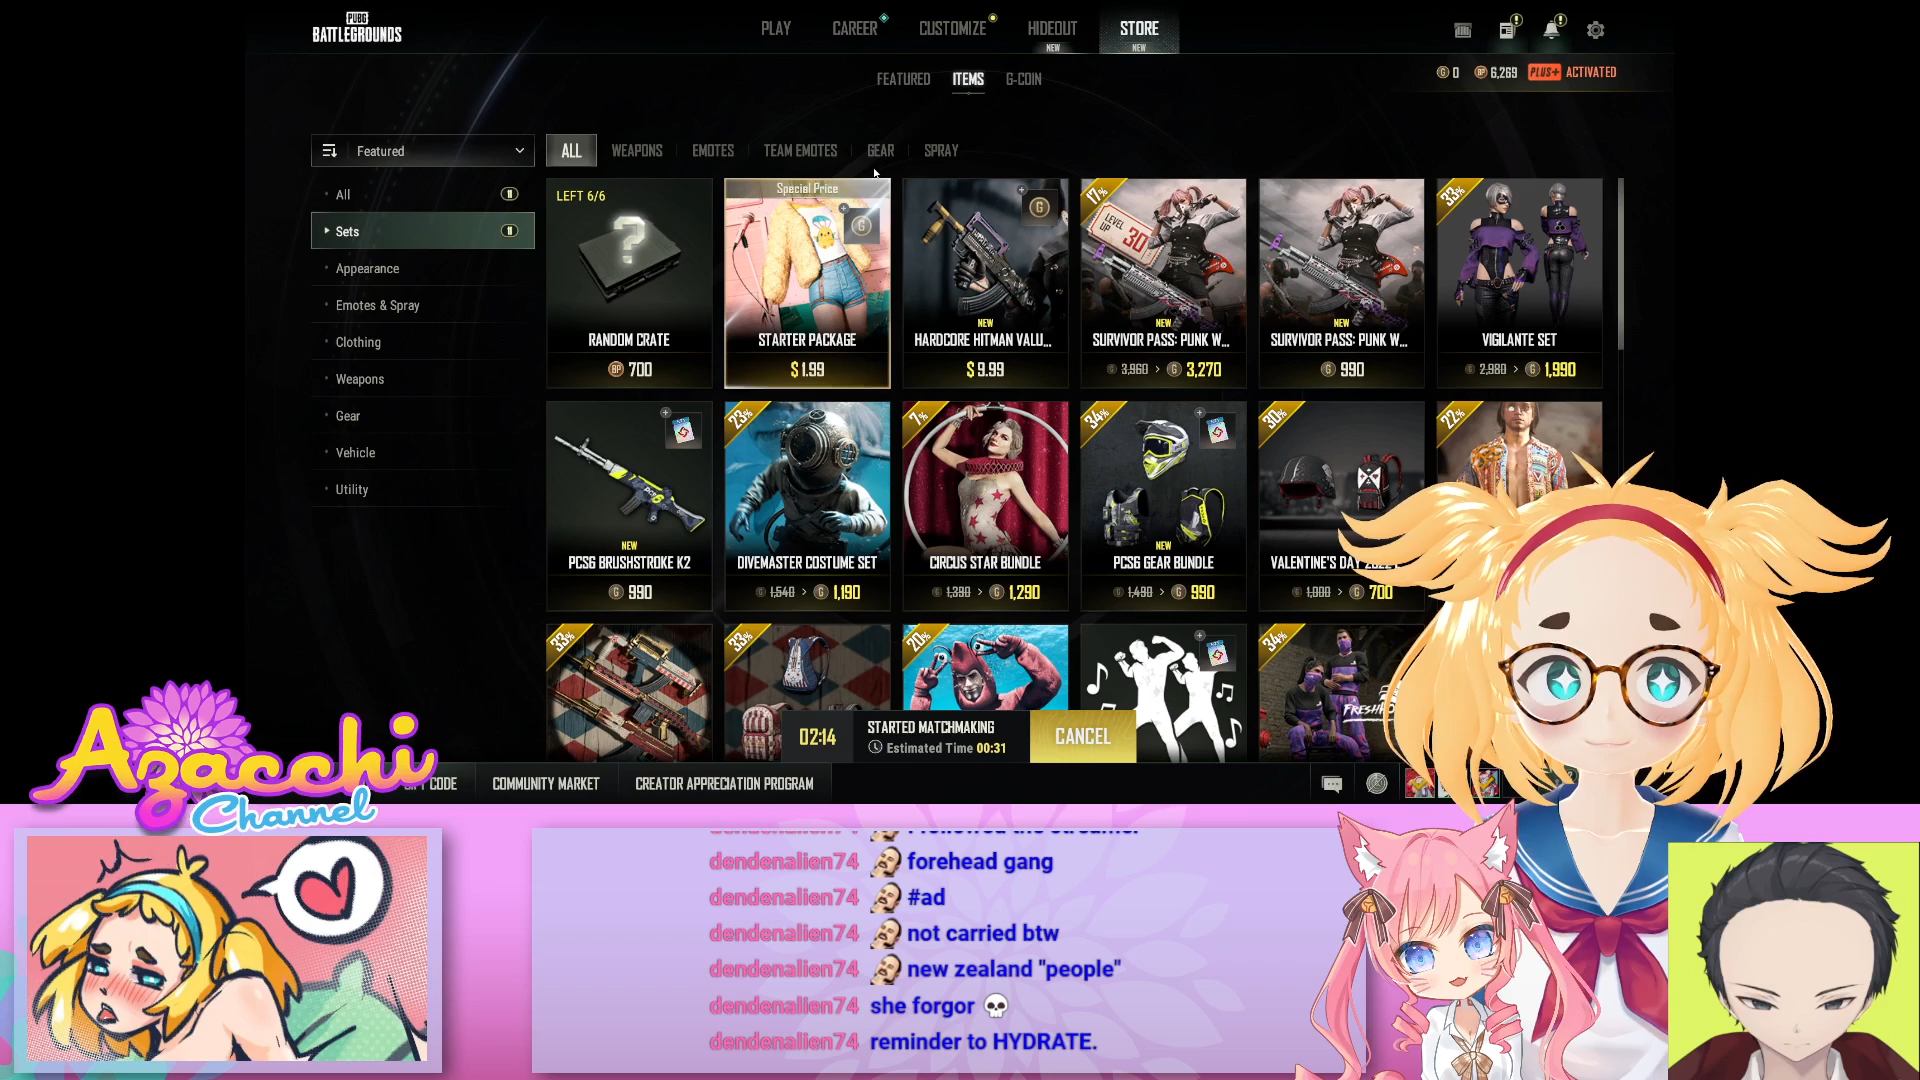 PUBG
BATTLEGROUNDS
PLAY
CAREER
CUSTOMIZE
HIDEOUT
NEW
STORE
NEW
FEATURED
ITEMS
G-COIN
G 0
BP 6,269
PLUS+ ACTIVATED
Featured
All
Sets
Appearance
Emotes & Spray
Clothing
Weapons
Gear
Vehicle
Utility
ALL
WEAPONS
EMOTES
TEAM EMOTES
GEAR
SPRAY
LEFT 6/6
RANDOM CRATE
BP 700
Special Price
G
STARTER PACKAGE
$ 1.99
G
NEW
HARDCORE HITMAN VALU...
$ 9.99
17%
LEVEL UP 30
NEW
SURVIVOR PASS: PUNK W...
3,960 > G 3,270
NEW
SURVIVOR PASS: PUNK W...
G 990
33%
VIGILANTE SET
2,980 > G 1,990
NEW
PCS6 BRUSHSTROKE K2
G 990
23%
DIVEMASTER COSTUME SET
1,540 > G 1,190
7%
CIRCUS STAR BUNDLE
1,390 > G 1,290
34%
NEW
PCS6 GEAR BUNDLE
1,490 > G 990
30%
VALENTINE'S DAY
1,000 > G 700
22%
33%
33%
20%
34%
02:14
STARTED MATCHMAKING
Estimated Time 00:31
CANCEL
CODE
COMMUNITY MARKET
CREATOR APPRECIATION PROGRAM
Azacchi
Channel
dendenalien74 forehead gang
dendenalien74 #ad
dendenalien74 not carried btw
dendenalien74 new zealand "people"
dendenalien74 she forgor 💀
dendenalien74 reminder to HYDRATE.